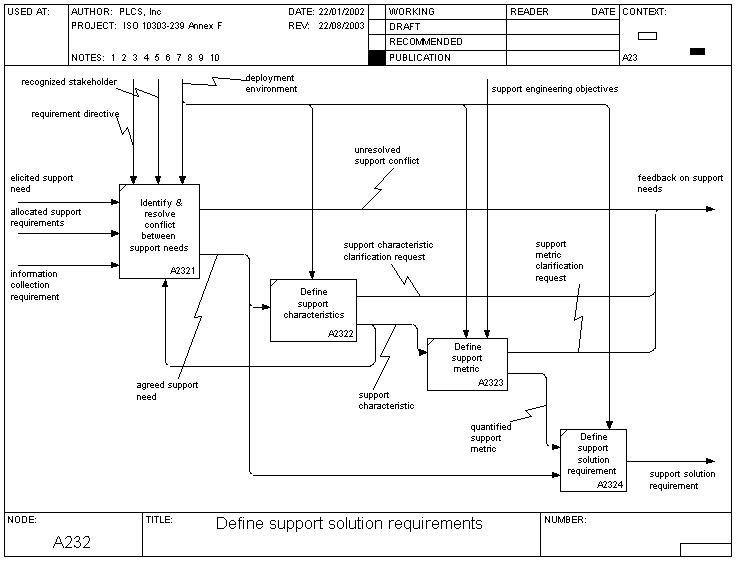 USED AT:
AUTHOR: PLCS, Inc
DATE: 22/01/2002
PROJECT: ISO 10303-239 Annex F
REV: 22/08/2003
NOTES: 1 2 3 4 5 6 7 8 9 10
WORKING
DRAFT
RECOMMENDED
PUBLICATION
READER DATE
CONTEXT:
A23
recognized stakeholder
deployment
environment
requirement directive
support engineering objectives
unresolved
support conflict
feedback on support
needs
elicited support
need
allocated support
requirements
information
collection
requirement
Identify &
resolve
conflict
between
support needs
A2321
support characteristic
clarification request
support
metric
clarification
request
Define
support
characteristics
A2322
Define
support
metric
A2323
agreed support
need
support
characteristic
quantified
support
metric
Define
support
solution
requirement
A2324
support solution
requirement
NODE:
A232
TITLE:
Define support solution requirements
NUMBER: